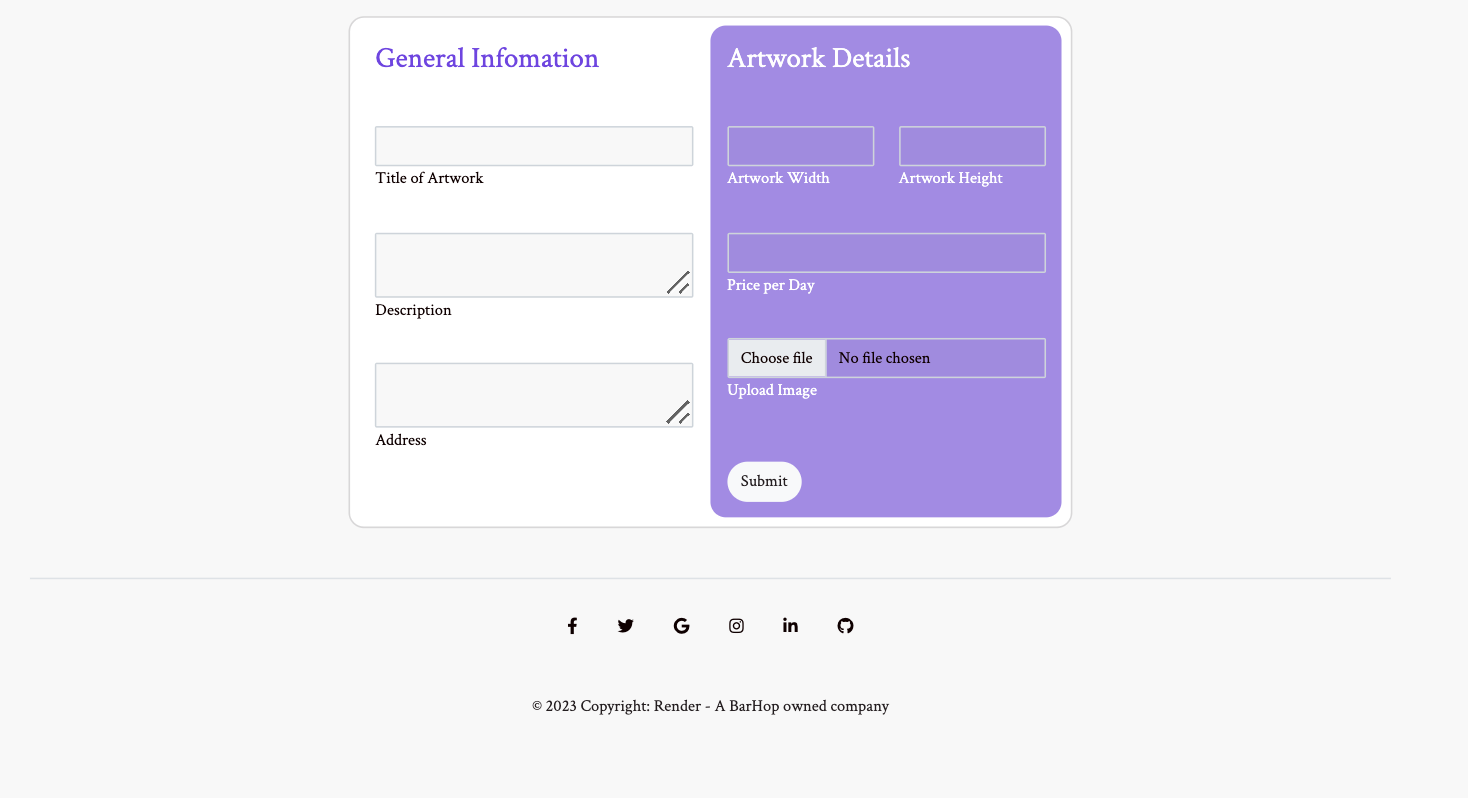 General Infomation
Title of Artwork
Description
Address
Artwork Details
Artwork Width
Artwork Height
Price per Day
Choose file
No file chosen
Upload Image
Submit
© 2023 Copyright: Render - A BarHop owned company